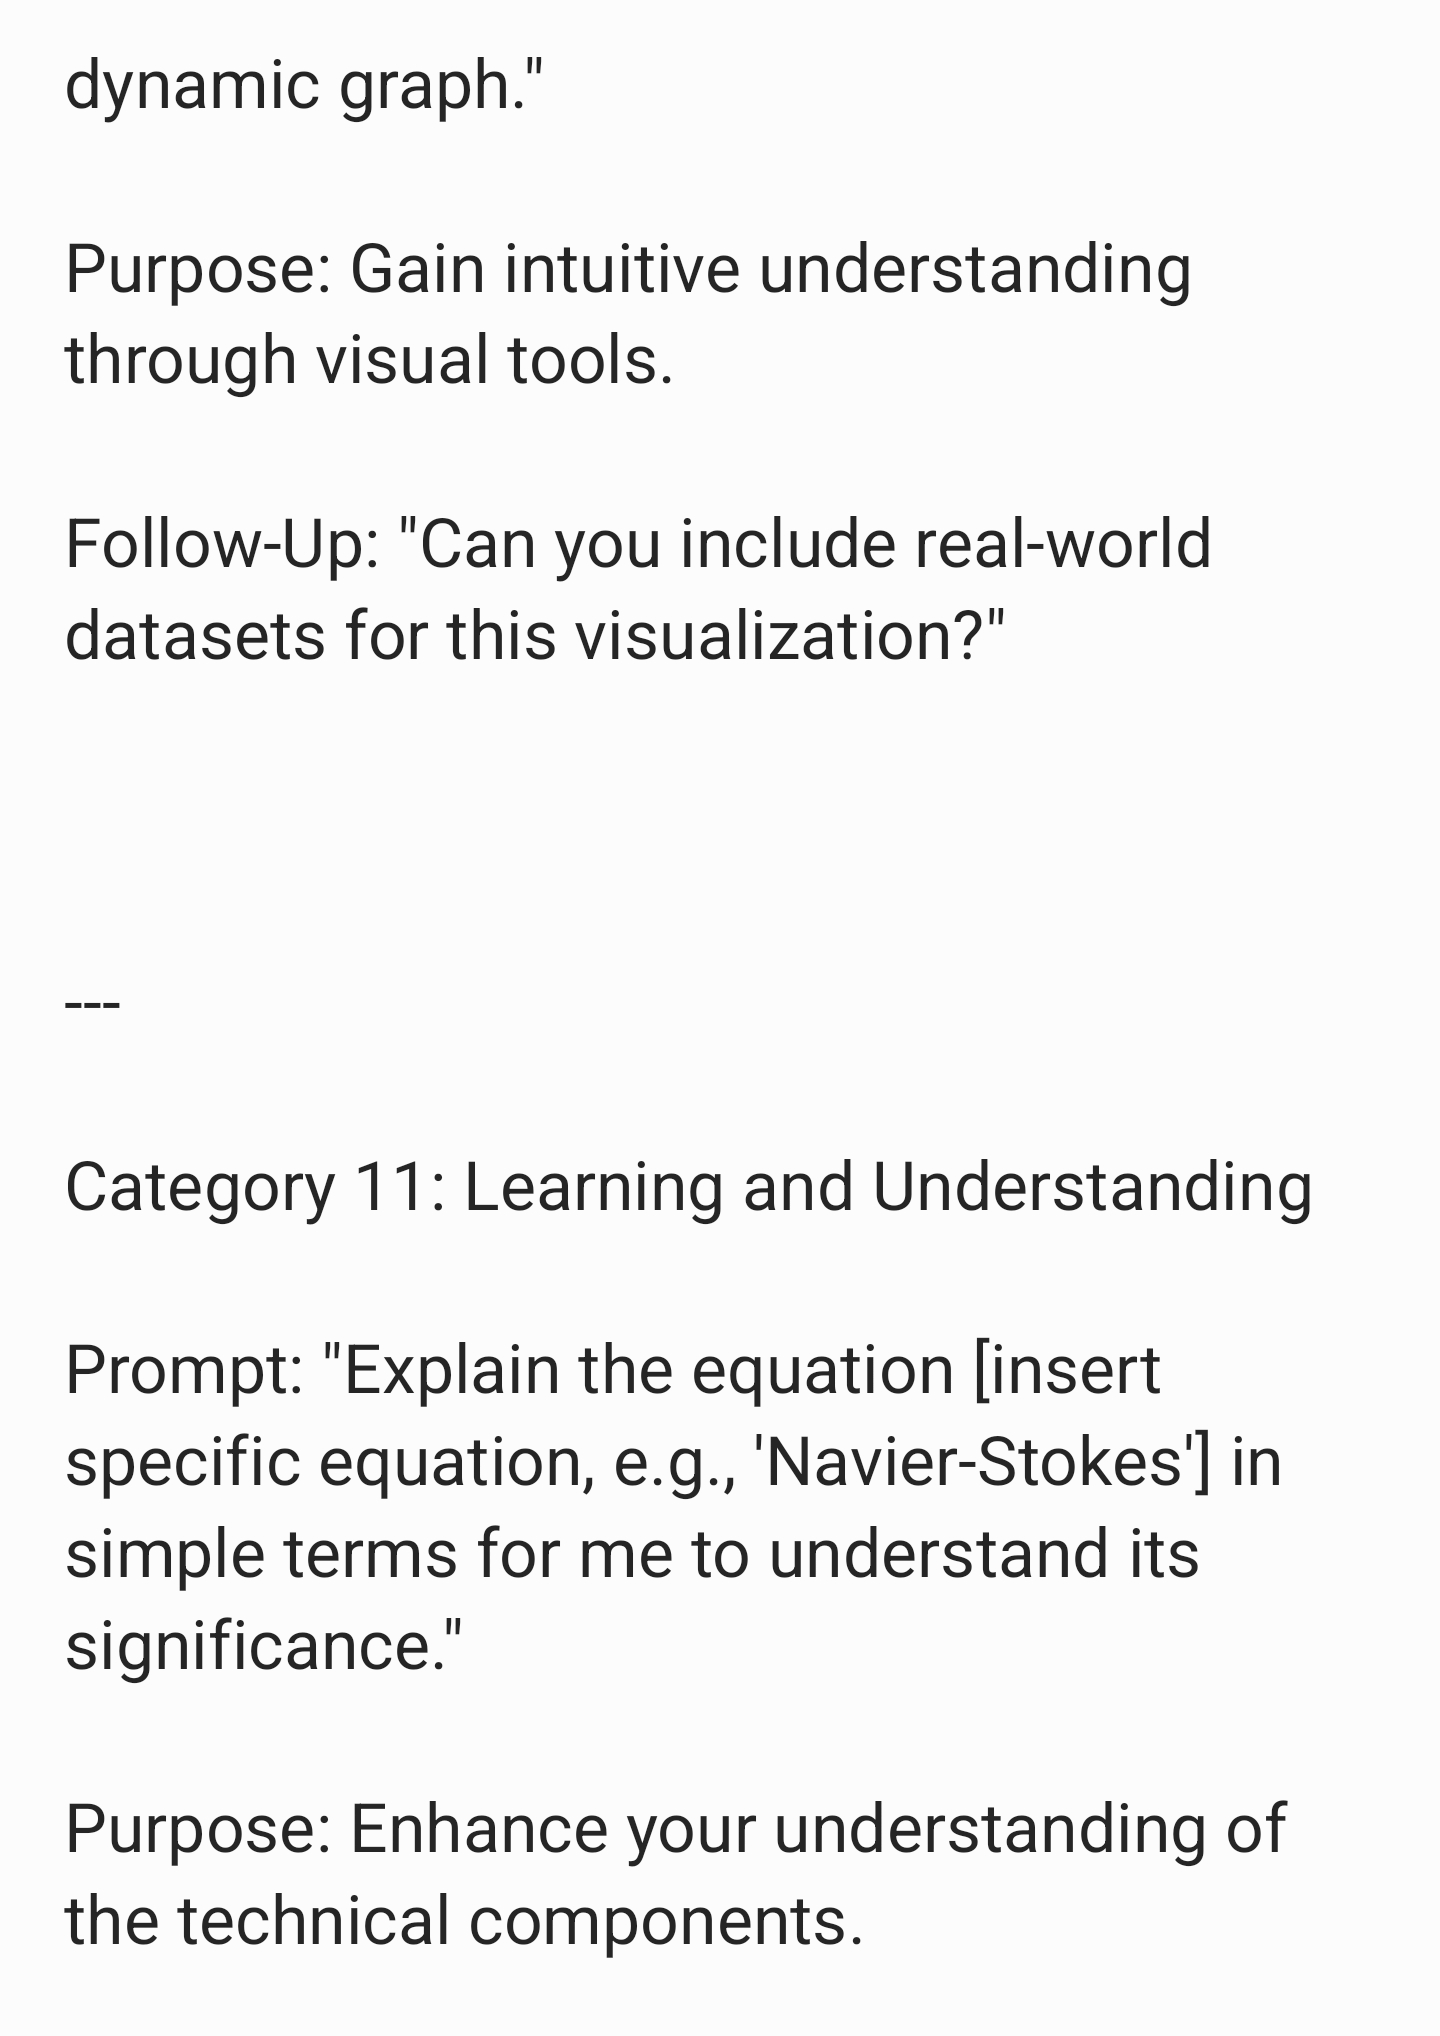 dynamic graph."
Purpose: Gain intuitive understanding
through visual tools.
Follow-Up: "Can you include real-world
datasets for this visualization?"
---
Category 11: Learning and Understanding
Prompt: "Explain the equation [insert
specific equation, e.g., 'Navier-Stokes'] in
simple terms for me to understand its
significance."
Purpose: Enhance your understanding of
the technical components.